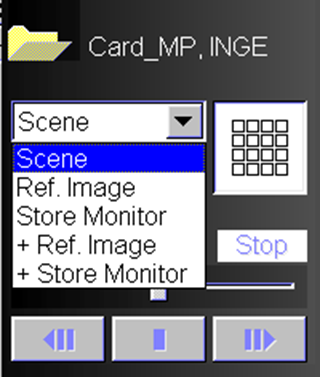 Card_MP, INGE
Scene
Scene
Ref. Image
Store Monitor
+ Ref. Image
+ Store Monitor
Stop